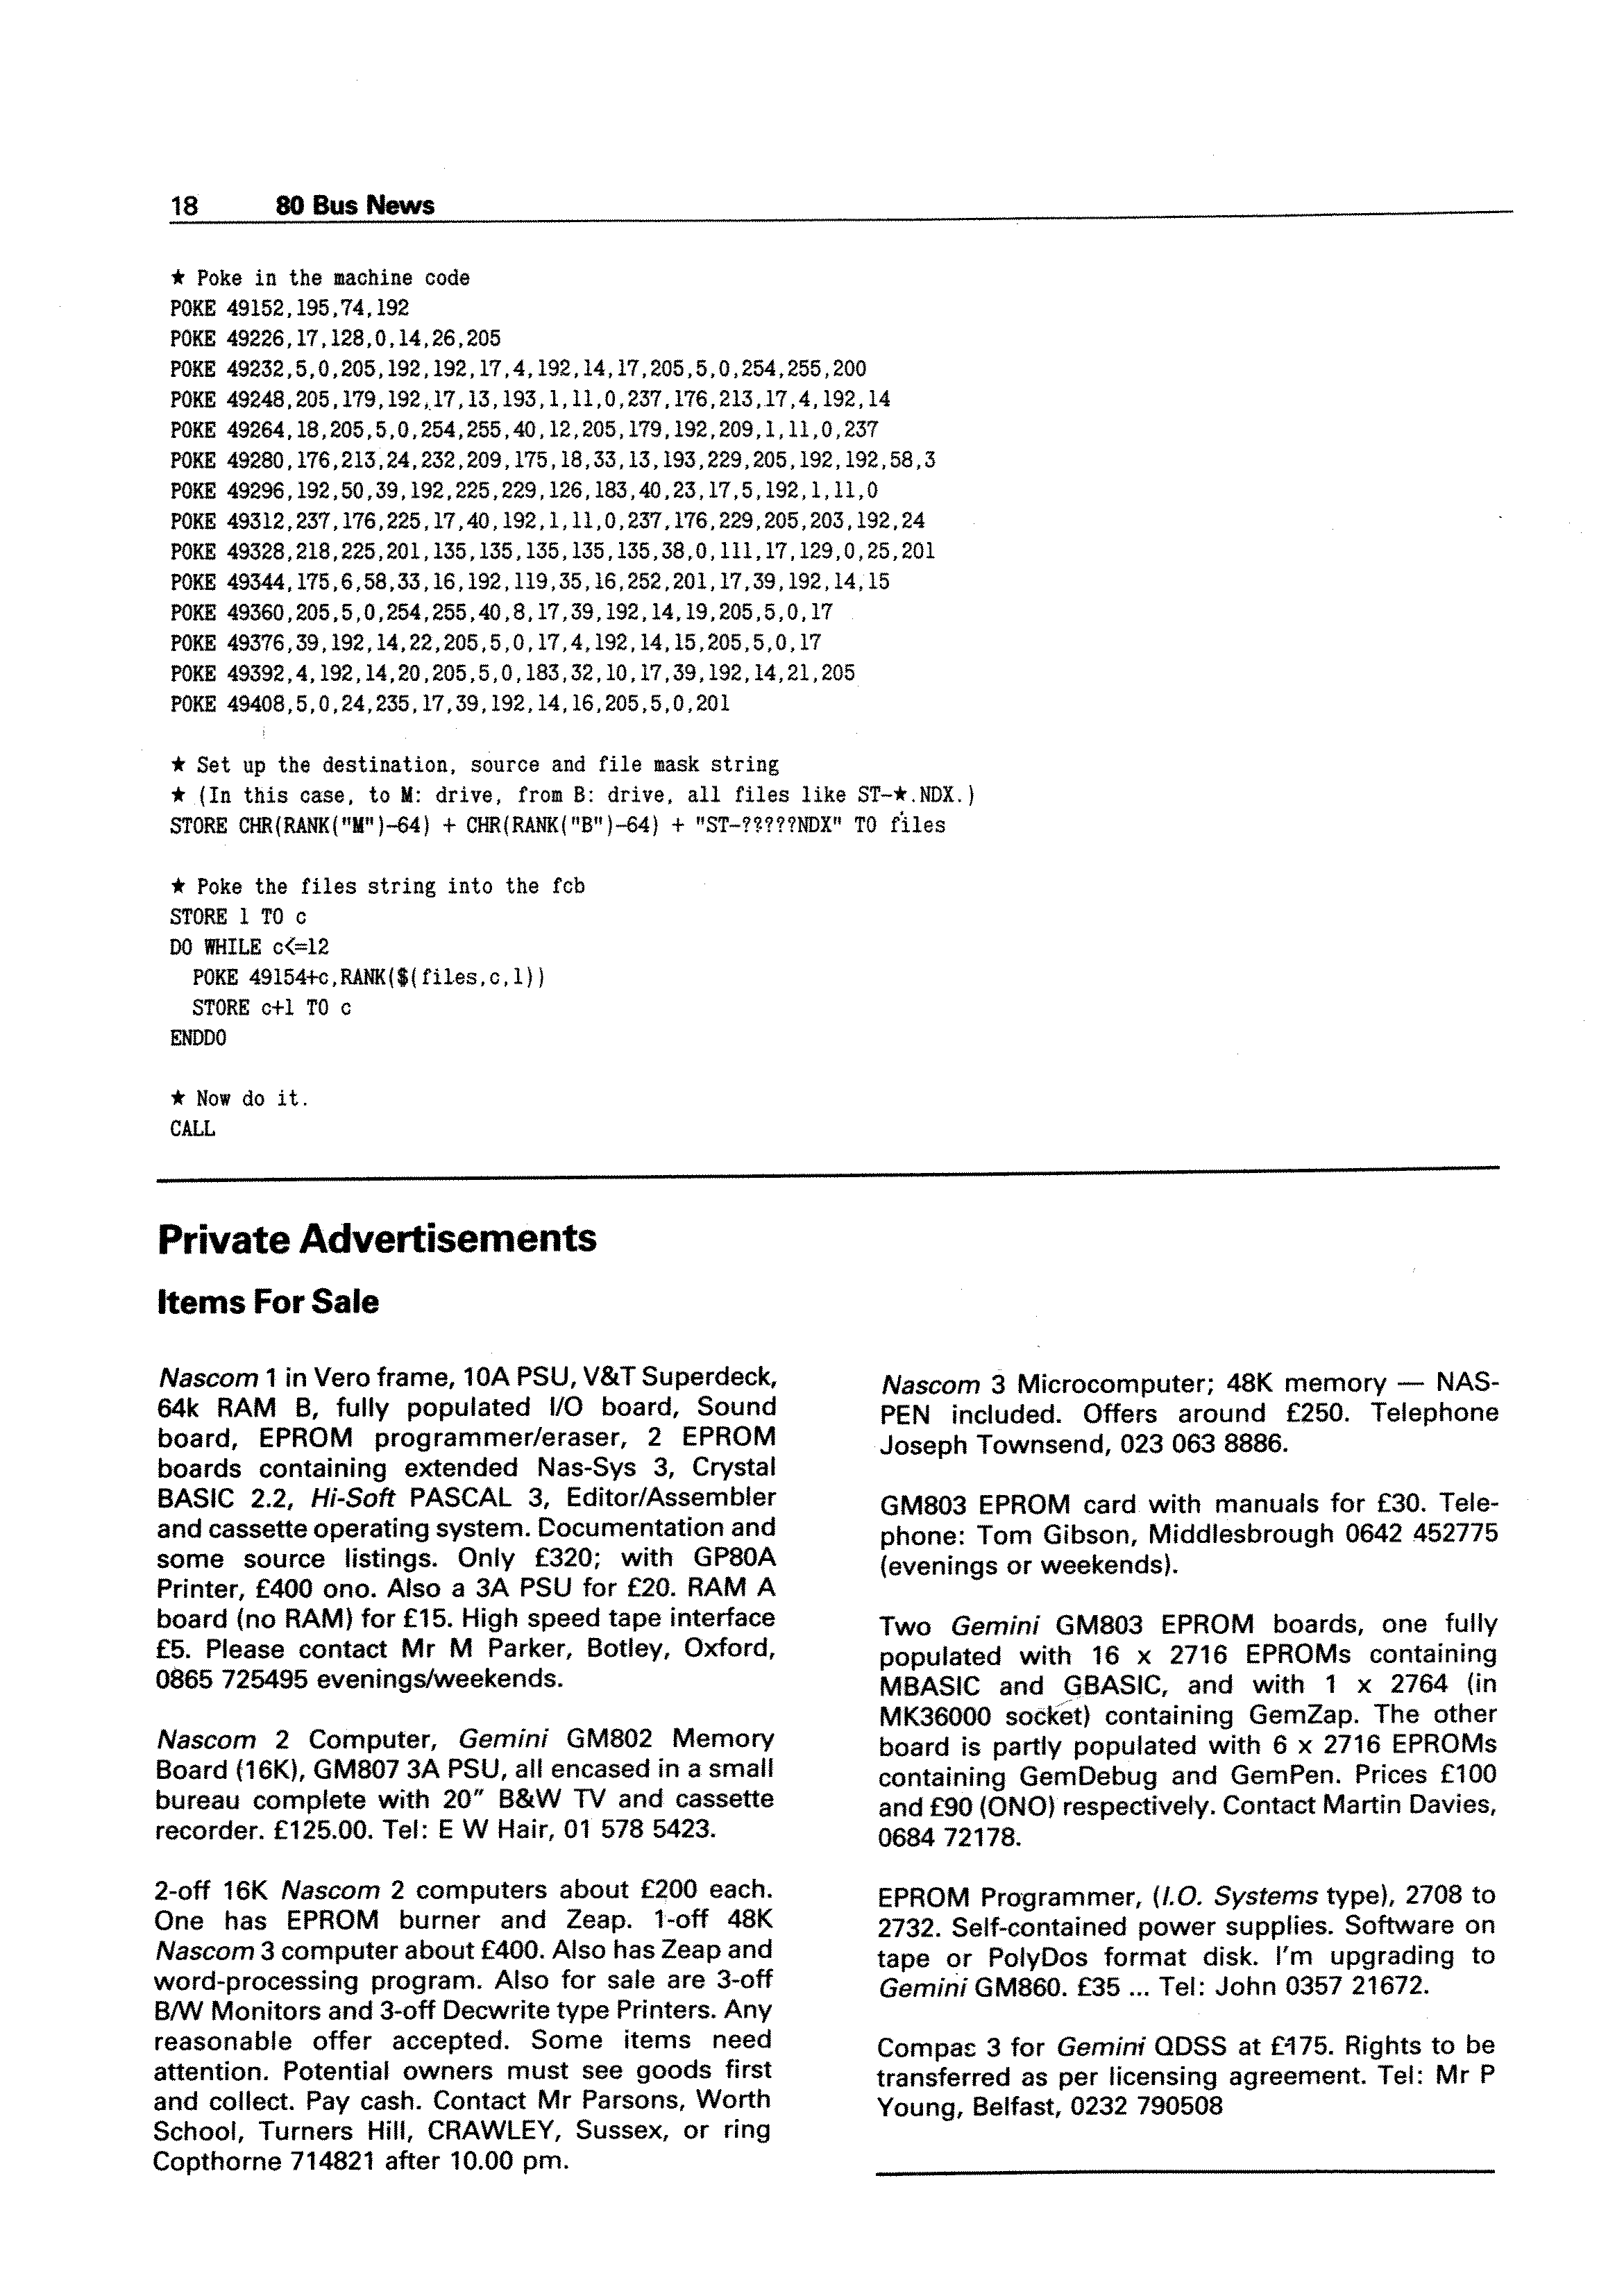 18 80 Bus News
★ Poke in the machine code
POKE 49152,195,74,192
POKE 49226,17,128,0,14,26,205
POKE 49232,5,0,205,192,192,17,4,192,14,17,205,5,0,254,255,200
POKE 49248,205,179,192,17,13,193,1,11,0,237,176,213,17,4,192,14
POKE 49264,18,205,5,0,254,255,40,12,205,179,192,209,1,11,0,237
POKE 49280,176,213,24,232,209,175,18,33,13,193,229,205,192,192,58,3
POKE 49296,192,50,39,192,225,229,126,183,40,23,17,5,192,1,11,0
POKE 49312,237,176,225,17,40,192,1,11,0,237,176,229,205,203,192,24
POKE 49328,218,225,201,135,135,135,135,135,38,0,111,17,129,0,25,201
POKE 49344,175,6,58,33,16,192,119,35,16,252,201,17,39,192,14,15
POKE 49360,205,5,0,254,255,40,8,17,39,192,14,19,205,5,0,17
POKE 49376,39,192,14,22,205,5,0,17,4,192,14,15,205,5,0,17
POKE 49392,4,192,14,20,205,5,0,183,32,10,17,39,192,14,21,205
POKE 49408,5,0,24,235,17,39,192,14,16,205,5,0,201
★ Set up the destination, source and file mask string
★ (In this case, to M: drive, from B: drive, all files like ST-★.NDX.)
STORE CHR(RANK("M")-64) + CHR(RANK("B")-64) + "ST-?????NDX" TO files
★ Poke the files string into the fcb
STORE 1 TO c
DO WHILE c<=12
POKE 49154+c,RANK($(files,c,1))
STORE c+1 TO c
ENDDO
★ Now do it.
CALL
Private Advertisements
Items For Sale
Nascom 1 in Vero frame, 10A PSU, V&T Superdeck,
64k RAM B, fully populated I/O board, Sound
board, EPROM programmer/eraser, 2 EPROM
boards containing extended Nas-Sys 3, Crystal
BASIC 2.2, Hi-Soft PASCAL 3, Editor/Assembler
and cassette operating system. Documentation and
some source listings. Only £320; with GP80A
Printer, £400 ono. Also a 3A PSU for £20. RAM A
board (no RAM) for £15. High speed tape interface
£5. Please contact Mr M Parker, Botley, Oxford,
0865 725495 evenings/weekends.
Nascom 2 Computer, Gemini GM802 Memory
Board (16K), GM807 3A PSU, all encased in a small
bureau complete with 20" B&W TV and cassette
recorder. £125.00. Tel: E W Hair, 01 578 5423.
2-off 16K Nascom 2 computers about £200 each.
One has EPROM burner and Zeap. 1-off 48K
Nascom 3 computer about £400. Also has Zeap and
word-processing program. Also for sale are 3-off
B/W Monitors and 3-off Decwrite type Printers. Any
reasonable offer accepted. Some items need
attention. Potential owners must see goods first
and collect. Pay cash. Contact Mr Parsons, Worth
School, Turners Hill, CRAWLEY, Sussex, or ring
Copthorne 714821 after 10.00 pm.
Nascom 3 Microcomputer; 48K memory — NAS-
PEN included. Offers around £250. Telephone
Joseph Townsend, 023 063 8886.
GM803 EPROM card with manuals for £30. Tele-
phone: Tom Gibson, Middlesbrough 0642 452775
(evenings or weekends).
Two Gemini GM803 EPROM boards, one fully
populated with 16 x 2716 EPROMs containing
MBASIC and GBASIC, and with 1 x 2764 (in
MK36000 socket) containing GemZap. The other
board is partly populated with 6 x 2716 EPROMs
containing GemDebug and GemPen. Prices £100
and £90 (ONO) respectively. Contact Martin Davies,
0684 72178.
EPROM Programmer, (I.O. Systems type), 2708 to
2732. Self-contained power supplies. Software on
tape or PolyDos format disk. I'm upgrading to
Gemini GM860. £35 ... Tel: John 0357 21672.
Compas 3 for Gemini QDSS at £175. Rights to be
transferred as per licensing agreement. Tel: Mr P
Young, Belfast, 0232 790508